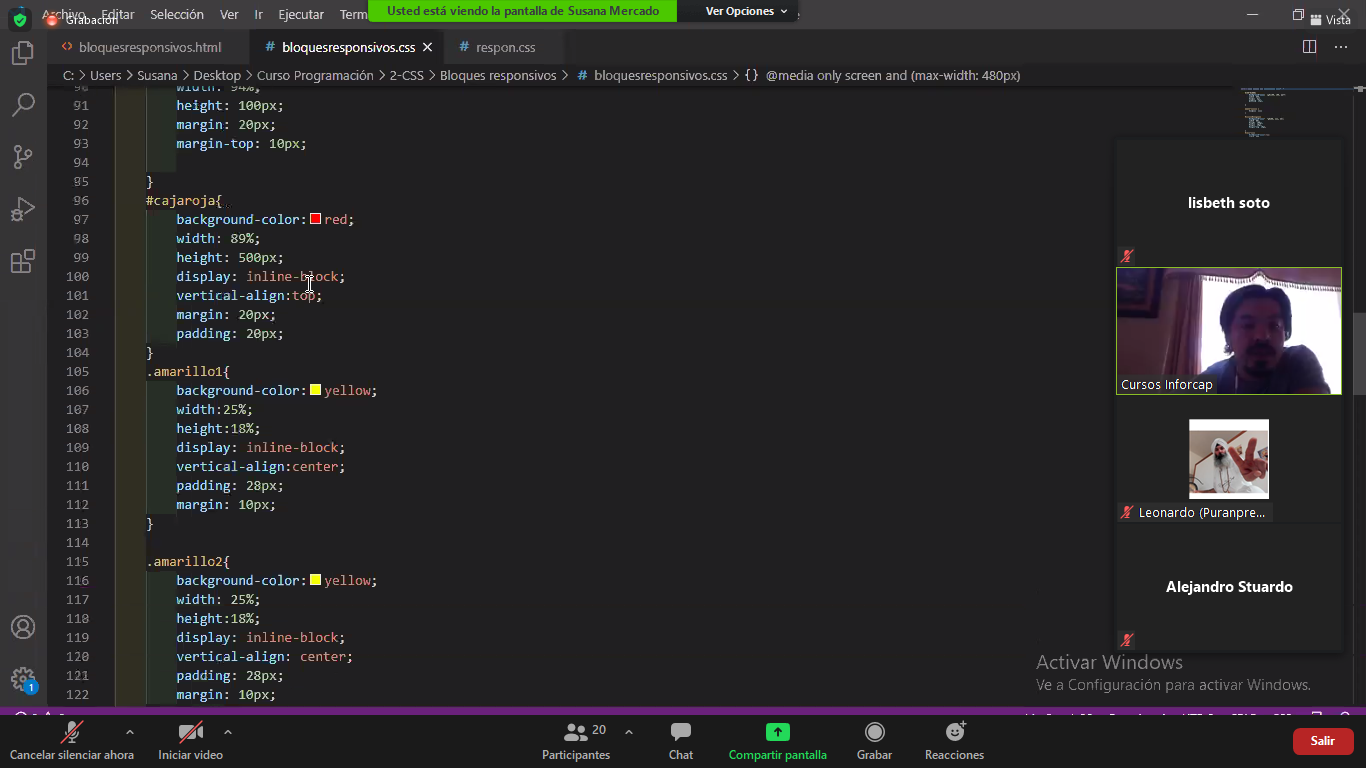 Archivo Editar Selección Ver Ir Ejecutar Term
Grabación
Usted está viendo la pantalla de Susana Mercado
Ver Opciones
Vista
bloquesresponsivos.html
# bloquesresponsivos.css
# respon.css
C: > Users > Susana > Desktop > Curso Programación > 2-CSS > Bloques responsivos > # bloquesresponsivos.css > {} @media only screen and (max-width: 480px)
90 width: 94%;
91 height: 100px;
92 margin: 20px;
93 margin-top: 10px;
94
95 }
96 #cajaroja{
97 background-color: red;
98 width: 89%;
99 height: 500px;
100 display: inline-block;
101 vertical-align:top;
102 margin: 20px;
103 padding: 20px;
104 }
105 .amarillo1{
106 background-color: yellow;
107 width:25%;
108 height:18%;
109 display: inline-block;
110 vertical-align:center;
111 padding: 28px;
112 margin: 10px;
113 }
114
115 .amarillo2{
116 background-color: yellow;
117 width: 25%;
118 height:18%;
119 display: inline-block;
120 vertical-align: center;
121 padding: 28px;
122 margin: 10px;
1
lisbeth soto
Cursos Inforcap
Leonardo (Puranpre...
Alejandro Stuardo
Activar Windows
Ve a Configuración para activar Windows.
Cancelar silenciar ahora
Iniciar video
20
Participantes
Chat
Compartir pantalla
Grabar
Reacciones
Salir